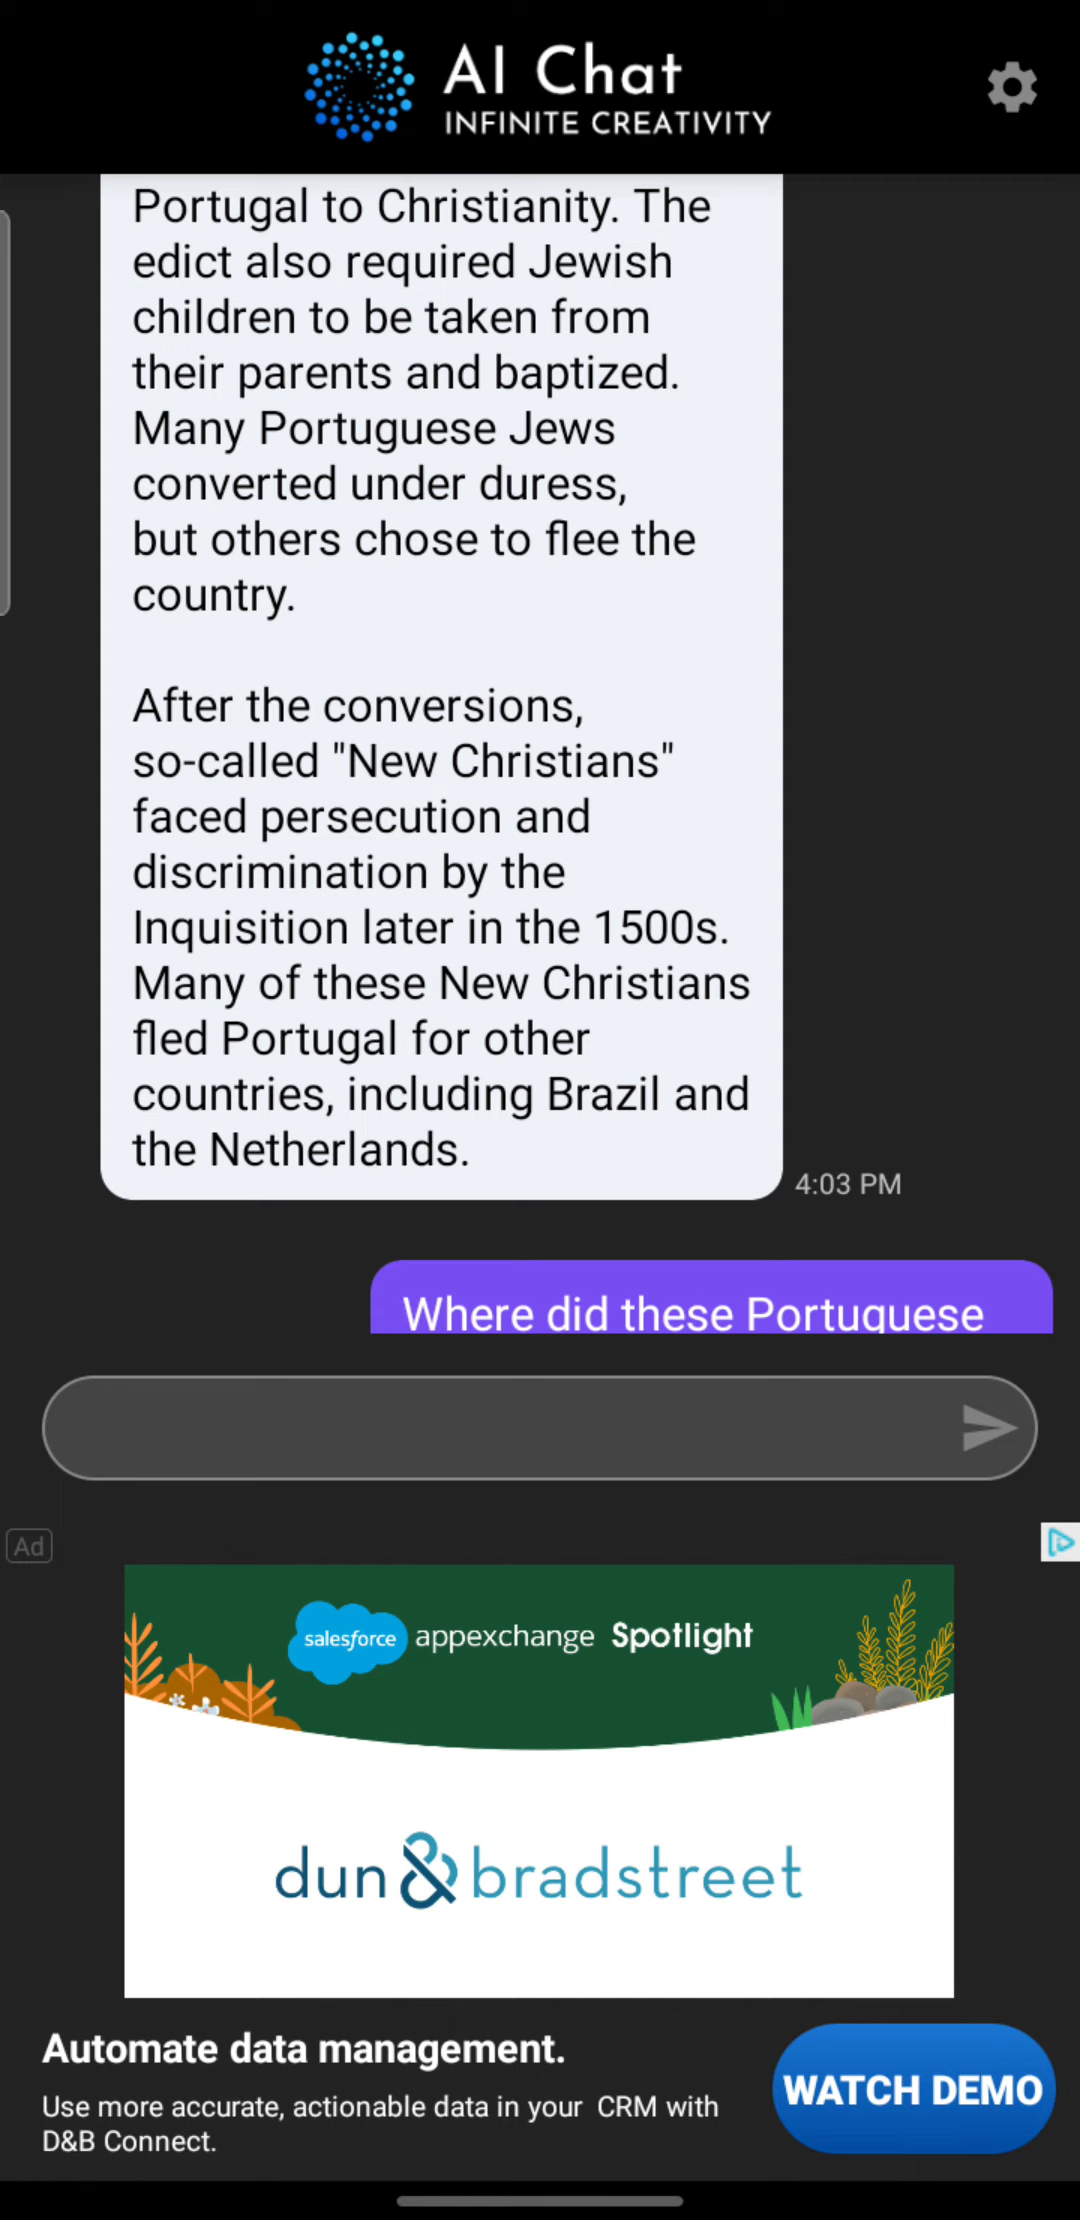 AI Chat
INFINITE CREATIVITY
Portugal to Christianity. The
edict also required Jewish
children to be taken from
their parents and baptized.
Many Portuguese Jews
converted under duress,
but others chose to flee the
country.
After the conversions,
so-called "New Christians"
faced persecution and
discrimination by the
Inquisition later in the 1500s.
Many of these New Christians
fled Portugal for other
countries, including Brazil and
the Netherlands.
4:03 PM
Where did these Portuguese
Ad
salesforce appexchange Spotlight
dun & bradstreet
Automate data management.
Use more accurate, actionable data in your CRM with
D&B Connect.
WATCH DEMO